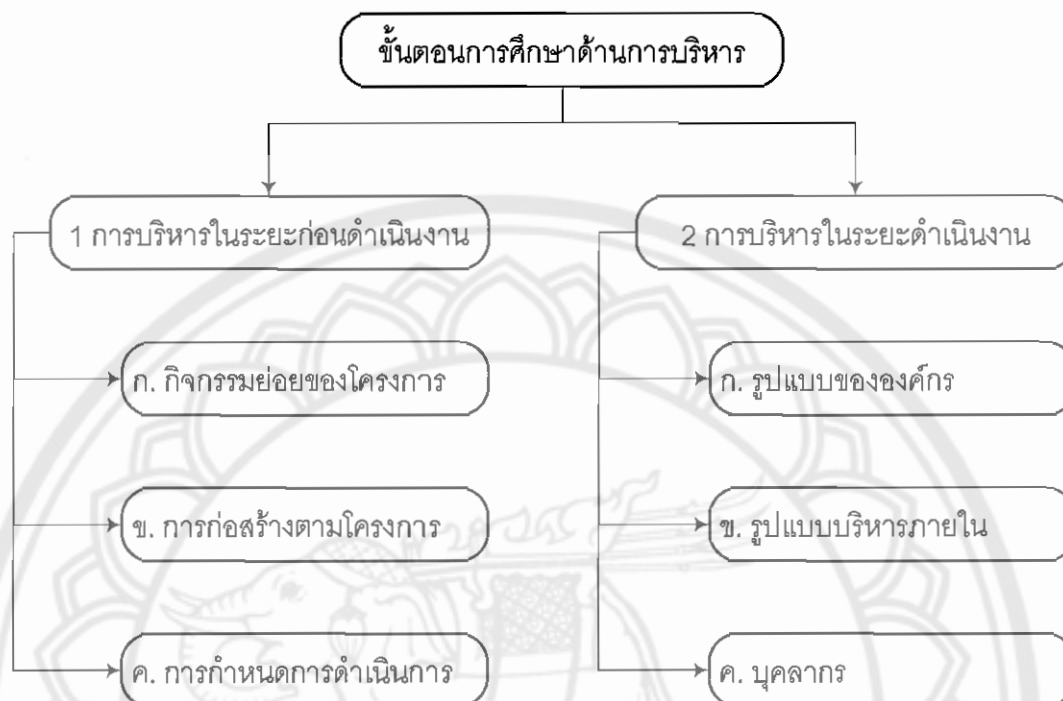 ขั้นตอนการศึกษาด้านการบริหาร
1 การบริหารในระยะก่อนดำเนินงาน
ก. กิจกรรมย่อยของโครงการ
ข. การก่อสร้างตามโครงการ
ค. การกำหนดการดำเนินการ
2 การบริหารในระยะดำเนินงาน
ก. รูปแบบขององค์กร
ข. รูปแบบบริหารภายใน
ค. บุคลากร